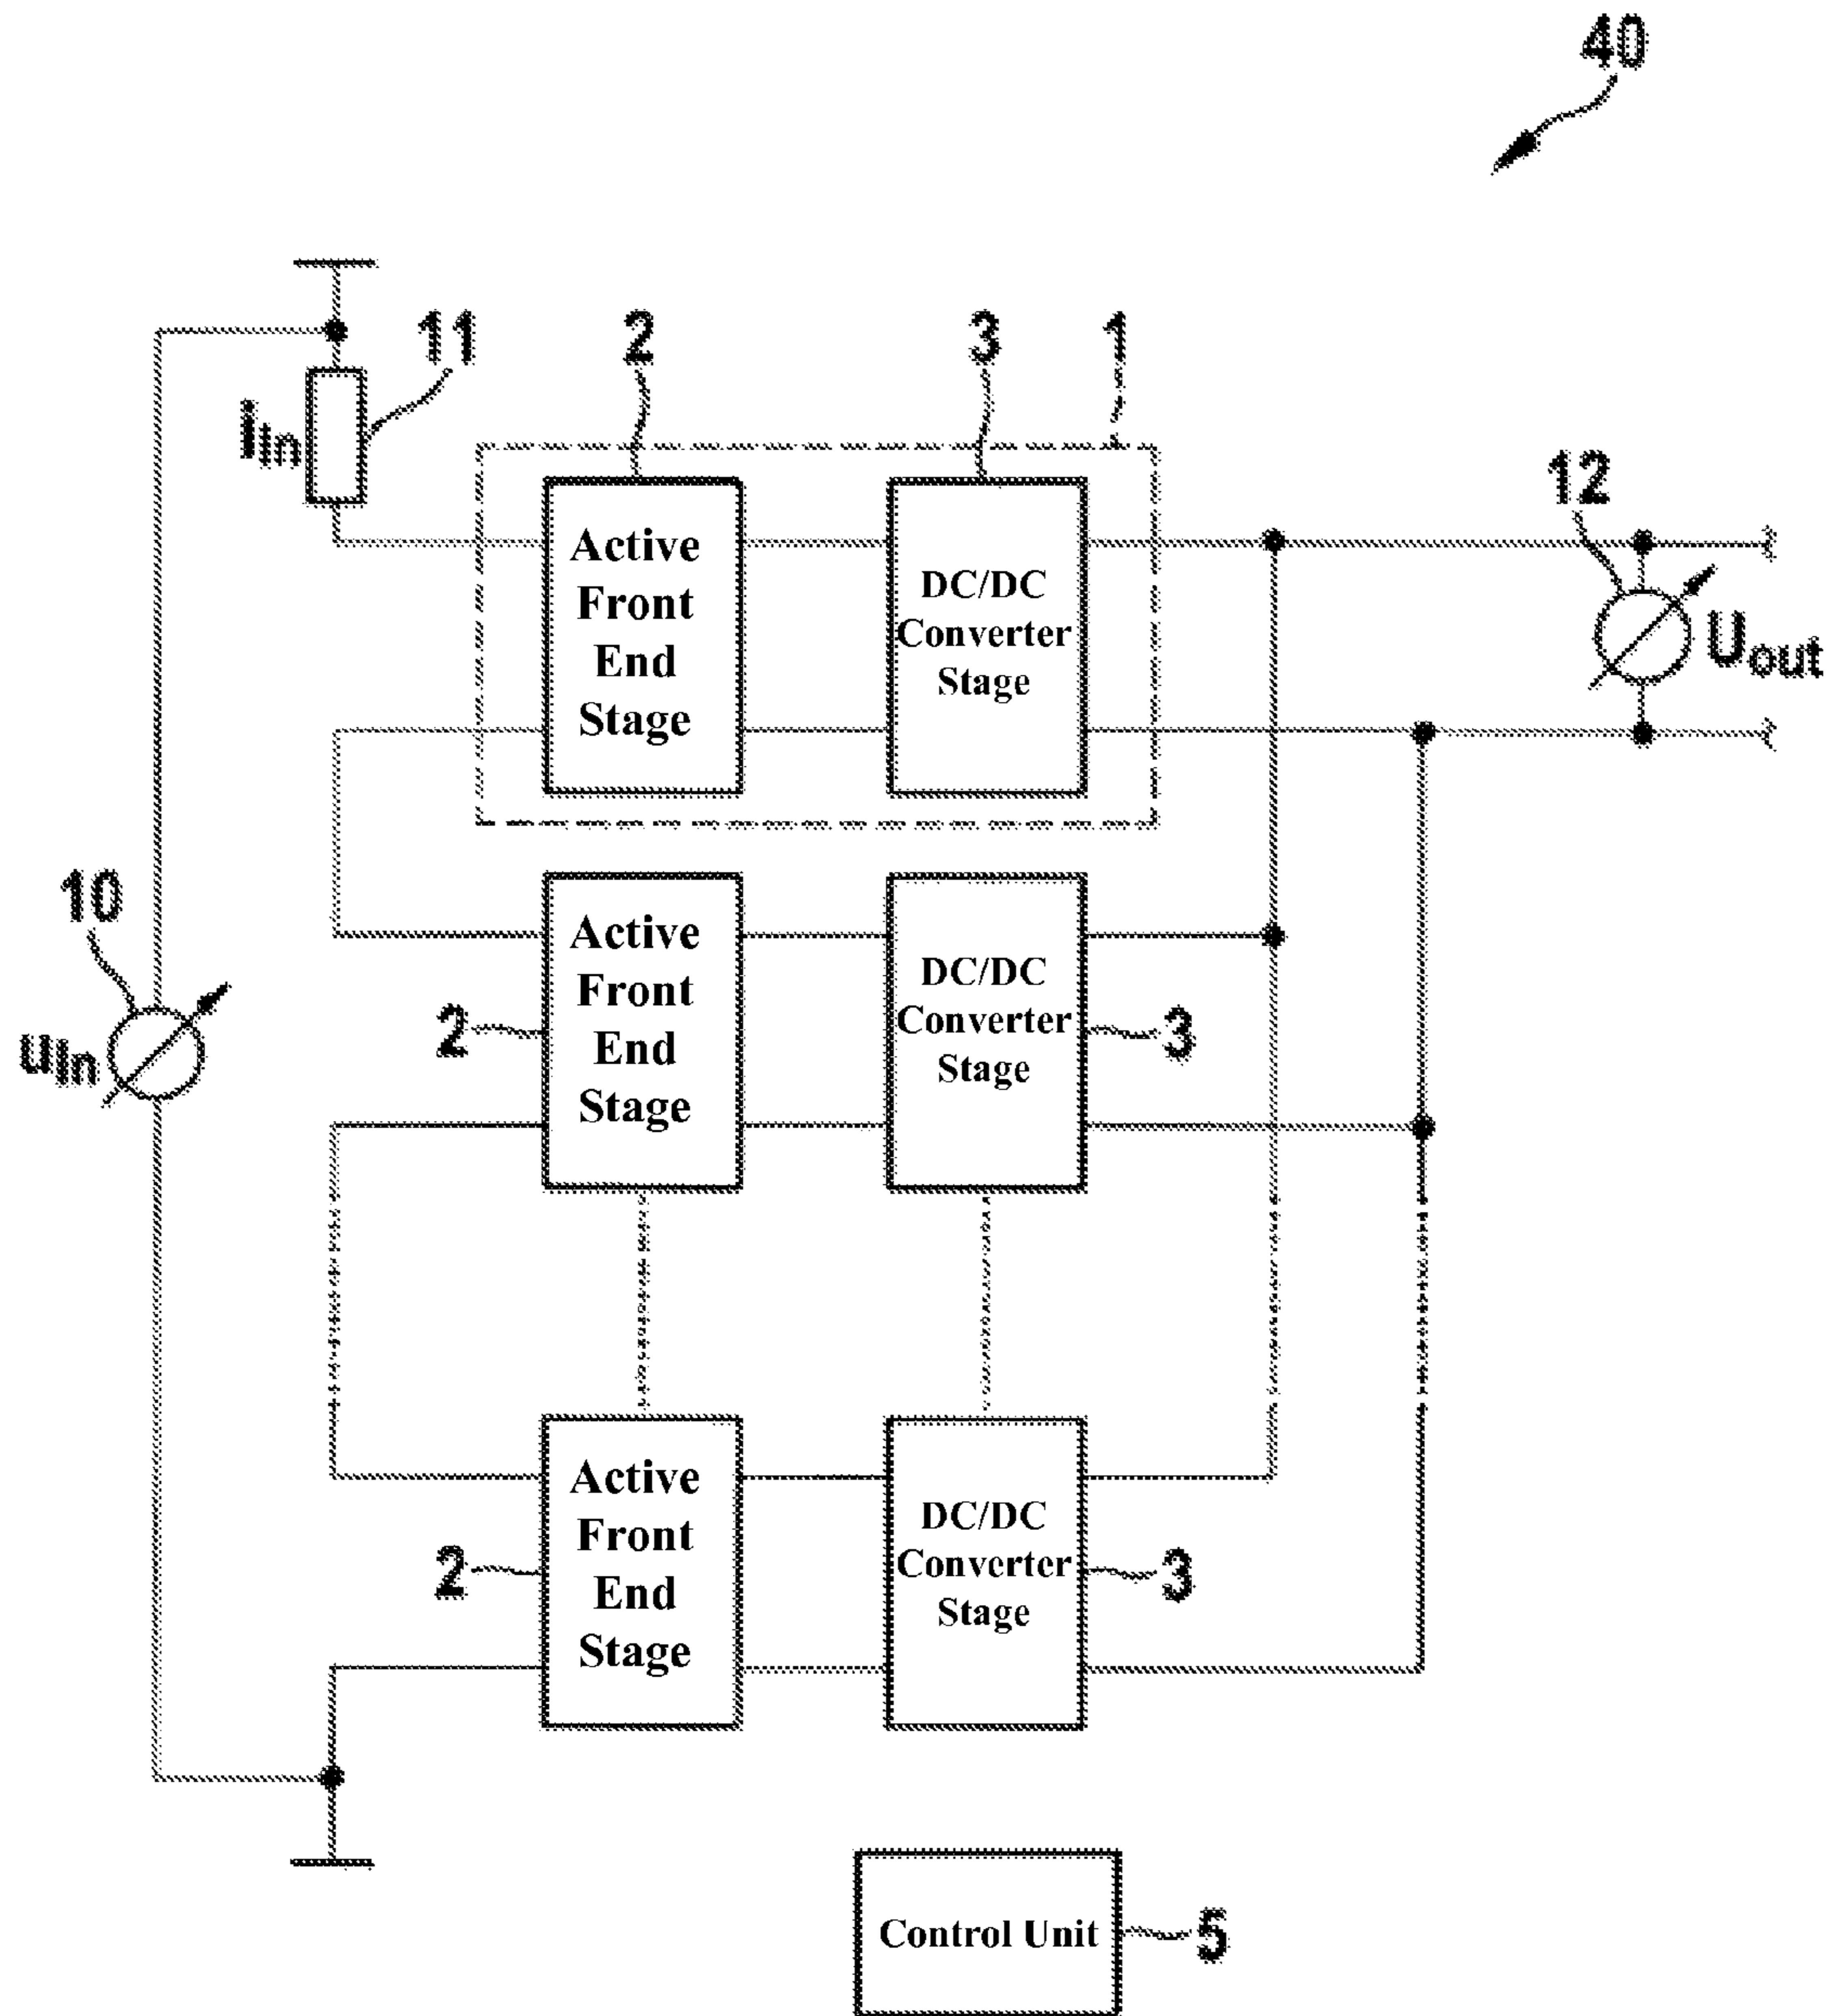 40
11
2
3
1
iin
Active
Front
End
Stage
DC/DC
Converter
Stage
12
Uout
10
uin
Active
Front
End
Stage
2
DC/DC
Converter
Stage
3
Active
Front
End
Stage
2
DC/DC
Converter
Stage
3
Control Unit
5